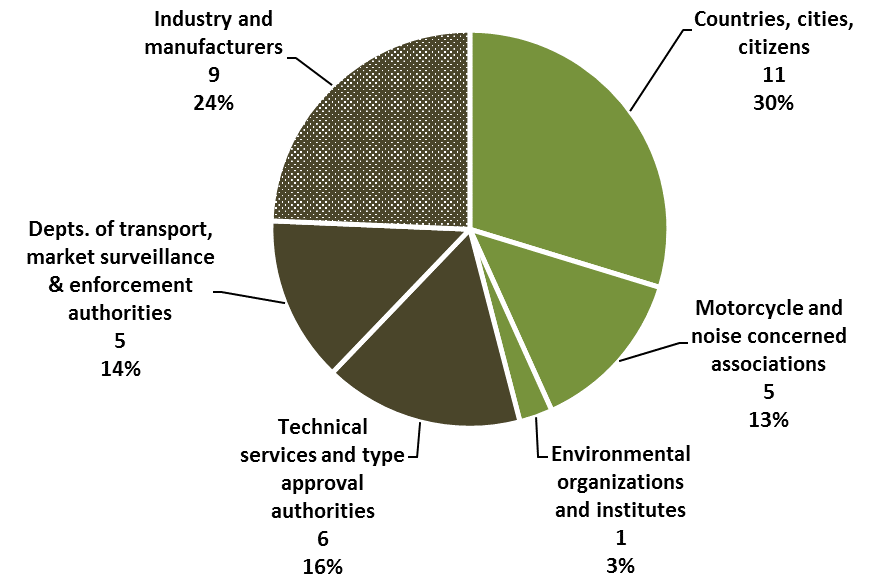 Industry and
manufacturers
9
24%
Countries, cities,
citizens
11
30%
Depts. of transport,
market surveillance
& enforcement
authorities
5
14%
Motorcycle and
noise concerned
associations
5
13%
Technical
services and type
approval
authorities
6
16%
Environmental
organizations
and institutes
1
3%